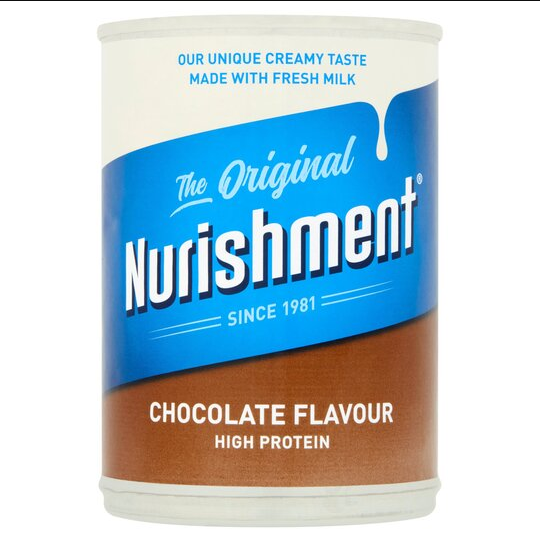 OUR UNIQUE CREAMY TASTE
MADE WITH FRESH MILK
The Original
Nurishment®
SINCE 1981
CHOCOLATE FLAVOUR
HIGH PROTEIN